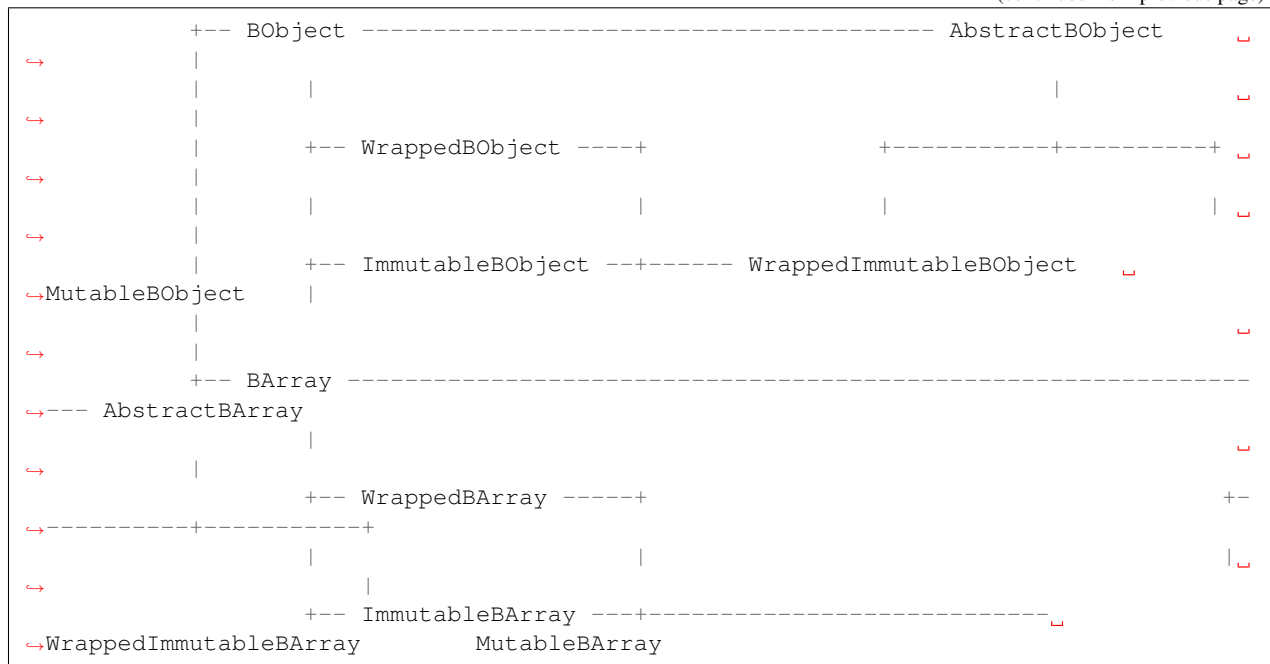 +-- BObject ---------------------------------------- AbstractBObject ␣
↪ |
| | | ␣
↪ |
| +-- WrappedBObject ----+ +-----------+----------+ ␣
↪ |
| | | | | ␣
↪ |
| +-- ImmutableBObject --+------ WrappedImmutableBObject ␣
↪MutableBObject |
| ␣
↪ |
+-- BArray ---------------------------------------------------------------
↪--- AbstractBArray
| ␣
↪ |
+-- WrappedBArray -----+ +-
↪----------+-----------+
| | |␣
↪ |
+-- ImmutableBArray ---+----------------------------␣
↪WrappedImmutableBArray MutableBArray